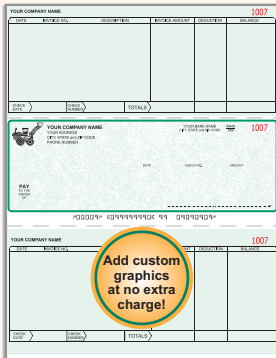 YOUR COMPANY NAME 1007
DATE INVOICE NO. DESCRIPTION INVOICE AMOUNT DEDUCTION BALANCE
CHECK DATE CHECK NUMBER TOTALS
YOUR COMPANY NAME YOUR BANK NAME 1007
YOUR ADDRESS CITY, STATE and ZIP CODE
CITY, STATE and ZIP CODE
PHONE NUMBER
DATE CHECK NO. AMOUNT
PAY
TO THE
ORDER
OF
YOUR COMPANY NAME 1007
DATE INVOICE NO. DEDUCTION BALANCE
Add custom
graphics
at no extra
charge!
CHECK DATE CHECK NUMBER TOTALS